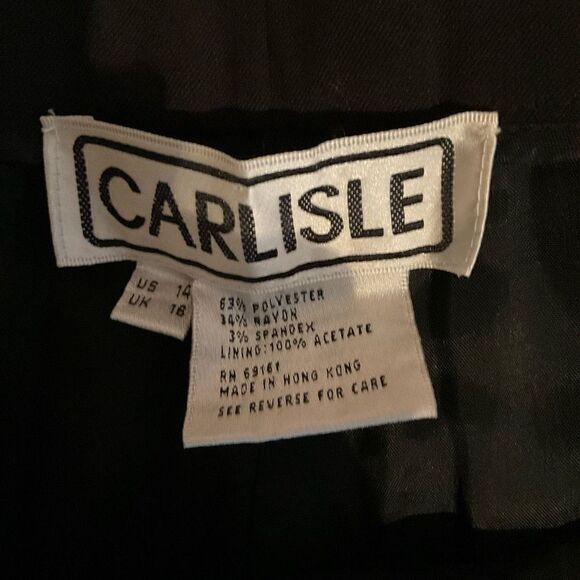 CARLISLE
US 14
UK 16
63% POLYESTER
34% RAYON
3% SPANDEX
LINING: 100% ACETATE
RN 69161
MADE IN HONG KONG
SEE REVERSE FOR CARE